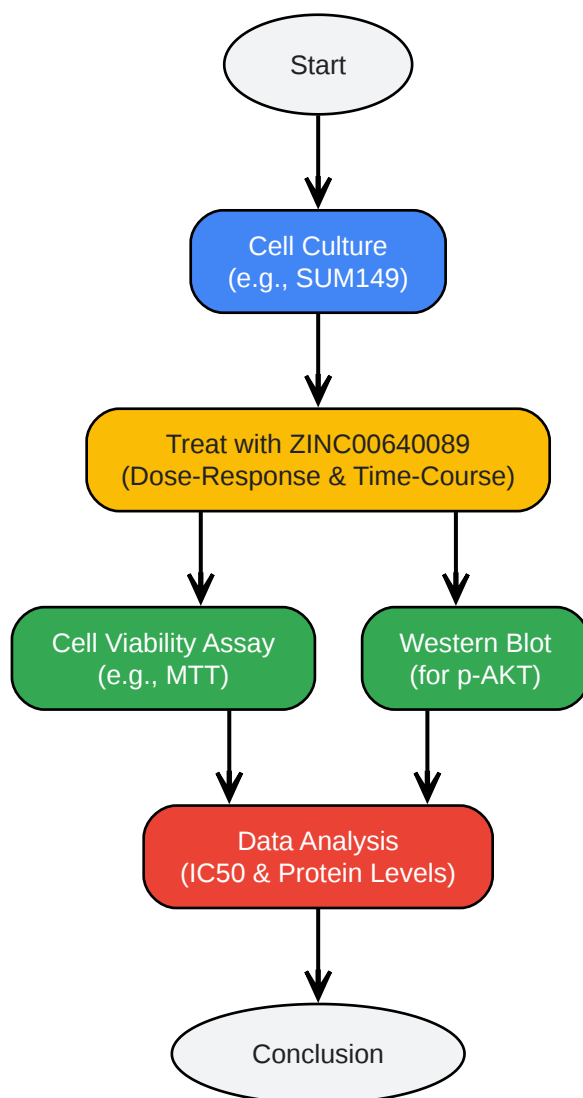 Start
Cell Culture
(e.g., SUM149)
Treat with ZINC00640089
(Dose-Response & Time-Course)
Cell Viability Assay
(e.g., MTT)
Western Blot
(for p-AKT)
Data Analysis
(IC50 & Protein Levels)
Conclusion